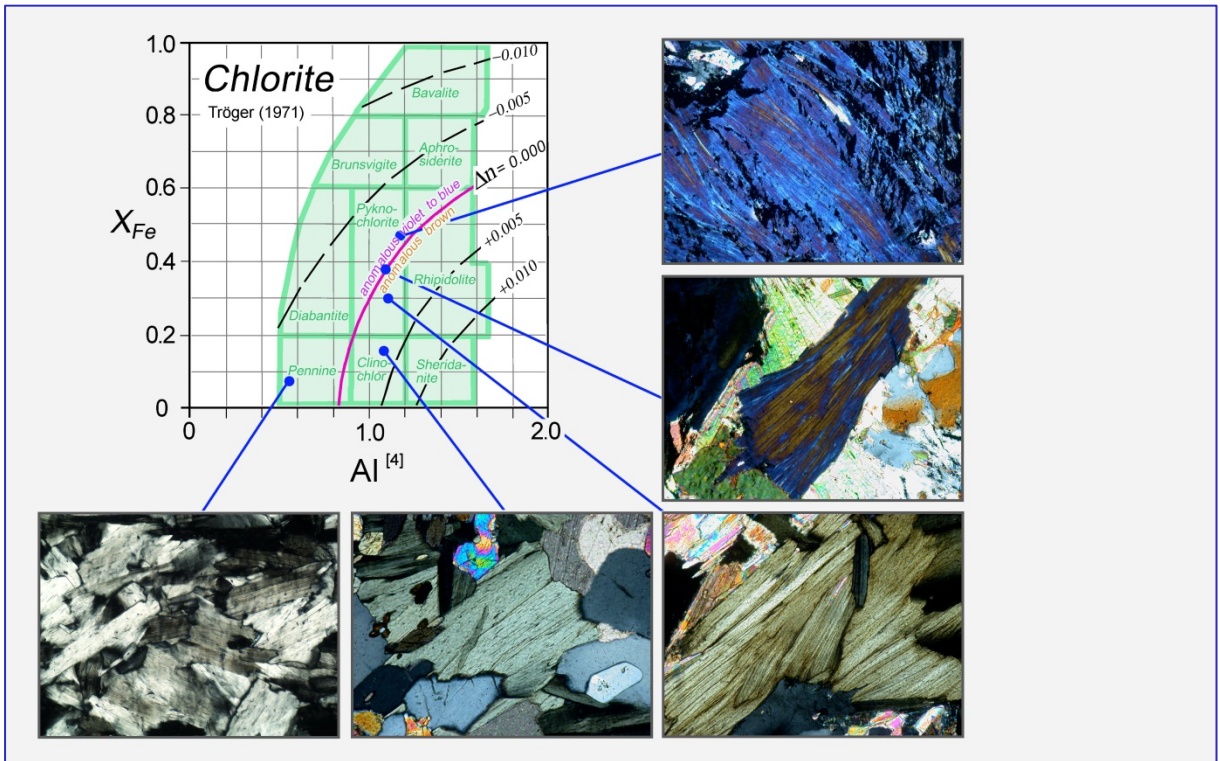 1.0
Chlorite
Tröger (1971)
0.8
0.6
X Fe
0.4
0.2
0
0
1.0
2.0
Al [4]
−0.010
Bavalite
−0.005
Brunsvigite
Aphro-
siderite
Δn = 0.000
Pykno-
chlorite
anomalous violet to blue
anomalous brown
+0.005
Rhipidolite
+0.010
Diabantite
Pennine
Clino-
chlor
Sherida-
nite